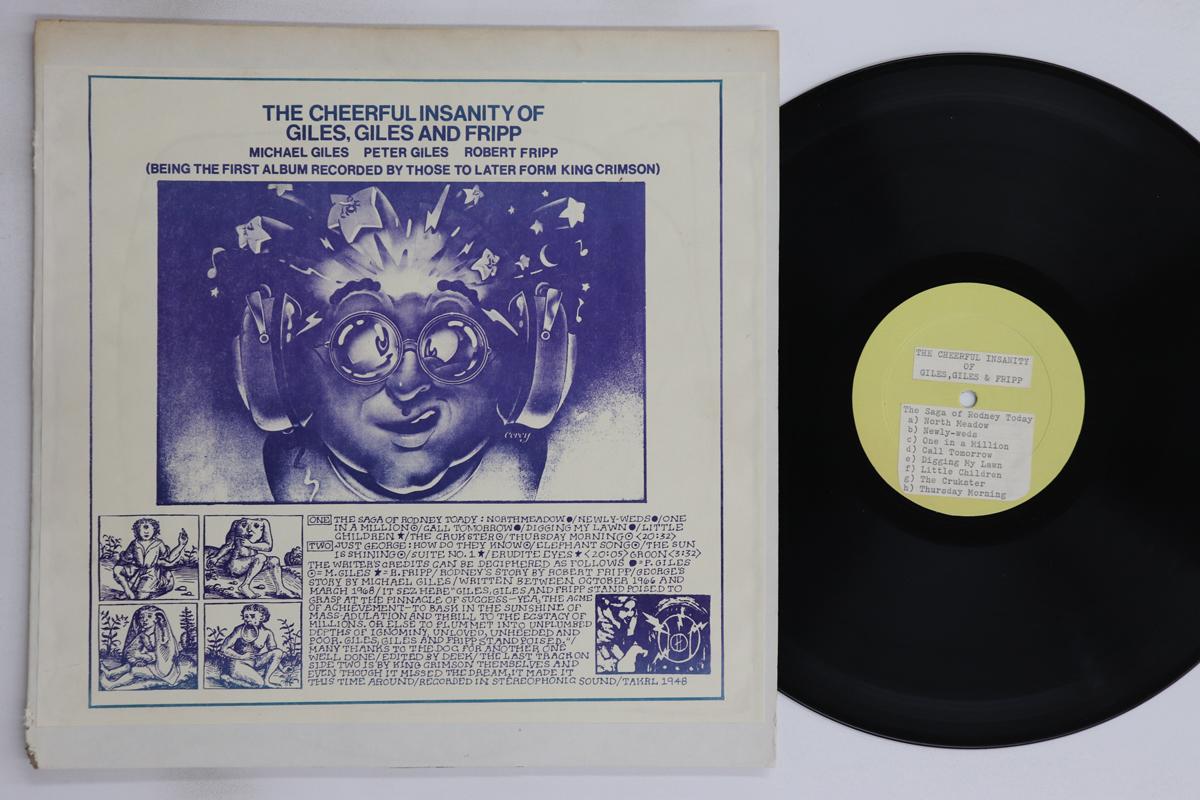 THE CHEERFUL INSANITY OF
GILES, GILES AND FRIPP
MICHAEL GILES PETER GILES ROBERT FRIPP
(BEING THE FIRST ALBUM RECORDED BY THOSE TO LATER FORM KING CRIMSON)
ONE THE SAGA OF RODNEY TOADY: NORTHMEADOW●/NEWLY-WEDS●/ONE
IN A MILLION⊙/CALL TOMORROW●/DIGGING MY LAWN●/LITTLE
CHILDREN★/THE CRUKSTER⊙/THURSDAY MORNING⊙<20:32>
TWO JUST GEORGE: HOW DO THEY KNOW⊙/ELEPHANT SONG⊙/THE SUN
IS SHINING⊙/SUITE NO. 1★/ERUDITE EYES★<20:05>GROON<3:32>
THE WRITER'S CREDITS CAN BE DECIPHERED AS FOLLOWS ●=P. GILES
⊙=M. GILES ★=R. FRIPP/RODNEY'S STORY BY ROBERT FRIPP/GEORGE'S
STORY BY MICHAEL GILES/WRITTEN BETWEEN OCTOBER 1966 AND
MARCH 1968/IT SEZ HERE "GILES, GILES AND FRIPP STAND POISED TO
GRASP AT THE PINNACLE OF SUCCESS-YEA, THE ACME
OF ACHIEVEMENT-TO BASK IN THE SUNSHINE OF
MASS ADULATION AND THRILL TO THE ECSTACY OF
MILLIONS. OR ELSE TO PLUMMET INTO UNPLUMBED
DEPTHS OF IGNOMINY, UNLOVED, UNHEEDED AND
POOR. GILES, GILES AND FRIPP STAND POISED."/
MANY THANKS TO THE DOG FOR ANOTHER ONE
WELL DONE/EDITED BY DEEK/THE LAST TRACK ON
SIDE TWO IS BY KING CRIMSON THEMSELVES AND
EVEN THOUGH IT MISSED THE DREAM, IT MADE IT
THIS TIME AROUND/RECORDED IN STEREOPHONIC SOUND/TAKRL 1948
THE CHEERFUL INSANITY
OF
GILES,GILES & FRIPP
The Saga of Rodney Today
a) North Meadow
b) Newly-weds
c) One in a Million
d) Call Tomorrow
e) Digging My Lawn
f) Little Children
g) The Crukster
h) Thursday Morning